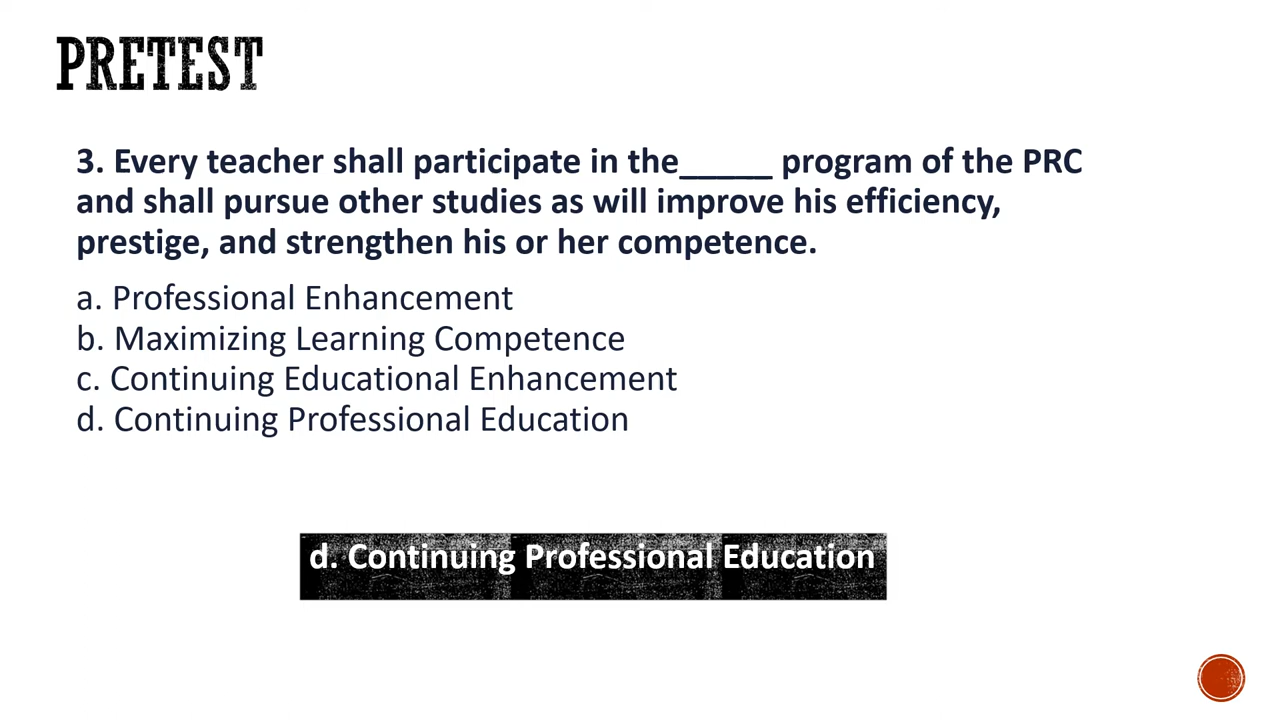 PRETEST
3. Every teacher shall participate in the_____ program of the PRC
and shall pursue other studies as will improve his efficiency,
prestige, and strengthen his or her competence.
a. Professional Enhancement
b. Maximizing Learning Competence
c. Continuing Educational Enhancement
d. Continuing Professional Education
d. Continuing Professional Education